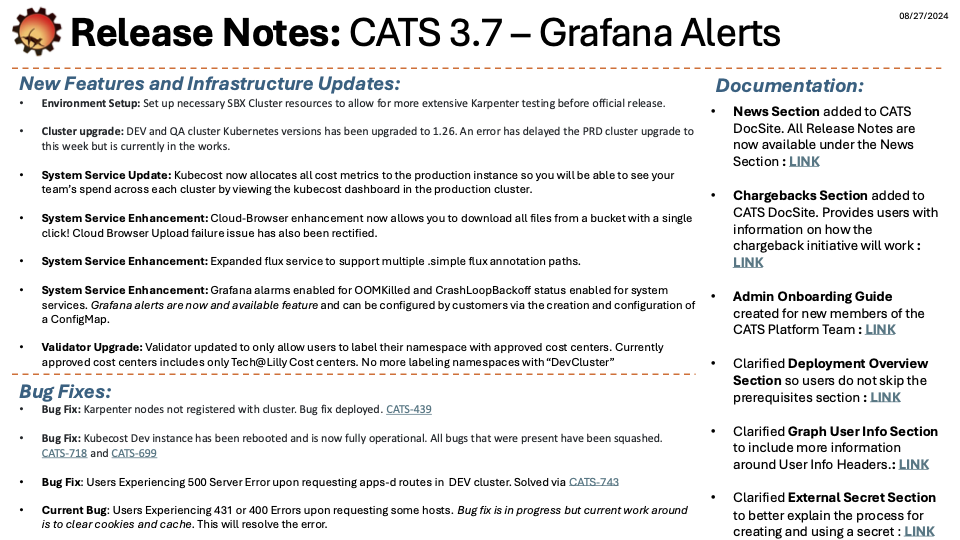 08/27/2024
Release Notes: CATS 3.7 – Grafana Alerts
New Features and Infrastructure Updates:
• Environment Setup: Set up necessary SBX Cluster resources to allow for more extensive Karpenter testing before official release.
• Cluster upgrade: DEV and QA cluster Kubernetes versions has been upgraded to 1.26. An error has delayed the PRD cluster upgrade to
this week but is currently in the works.
• System Service Update: Kubecost now allocates all cost metrics to the production instance so you will be able to see your
team's spend across each cluster by viewing the kubecost dashboard in the production cluster.
• System Service Enhancement: Cloud-Browser enhancement now allows you to download all files from a bucket with a single
click! Cloud Browser Upload failure issue has also been rectified.
• System Service Enhancement: Expanded flux service to support multiple .simple flux annotation paths.
• System Service Enhancement: Grafana alarms enabled for OOMKilled and CrashLoopBackoff status enabled for system
services. Grafana alerts are now and available feature and can be configured by customers via the creation and configuration of
a ConfigMap.
• Validator Upgrade: Validator updated to only allow users to label their namespace with approved cost centers. Currently
approved cost centers includes only Tech@Lilly Cost centers. No more labeling namespaces with “DevCluster”
Bug Fixes:
• Bug Fix: Karpenter nodes not registered with cluster. Bug fix deployed. CATS-439
• Bug Fix: Kubecost Dev instance has been rebooted and is now fully operational. All bugs that were present have been squashed.
CATS-718 and CATS-699
• Bug Fix: Users Experiencing 500 Server Error upon requesting apps-d routes in DEV cluster. Solved via CATS-743
• Current Bug: Users Experiencing 431 or 400 Errors upon requesting some hosts. Bug fix is in progress but current work around
is to clear cookies and cache. This will resolve the error.
Documentation:
• News Section added to CATS
DocSite. All Release Notes are
now available under the News
Section : LINK
• Chargebacks Section added to
CATS DocSite. Provides users with
information on how the
chargeback initiative will work :
LINK
• Admin Onboarding Guide
created for new members of the
CATS Platform Team : LINK
• Clarified Deployment Overview
Section so users do not skip the
prerequisites section : LINK
• Clarified Graph User Info Section
to include more information
around User Info Headers.: LINK
• Clarified External Secret Section
to better explain the process for
creating and using a secret : LINK